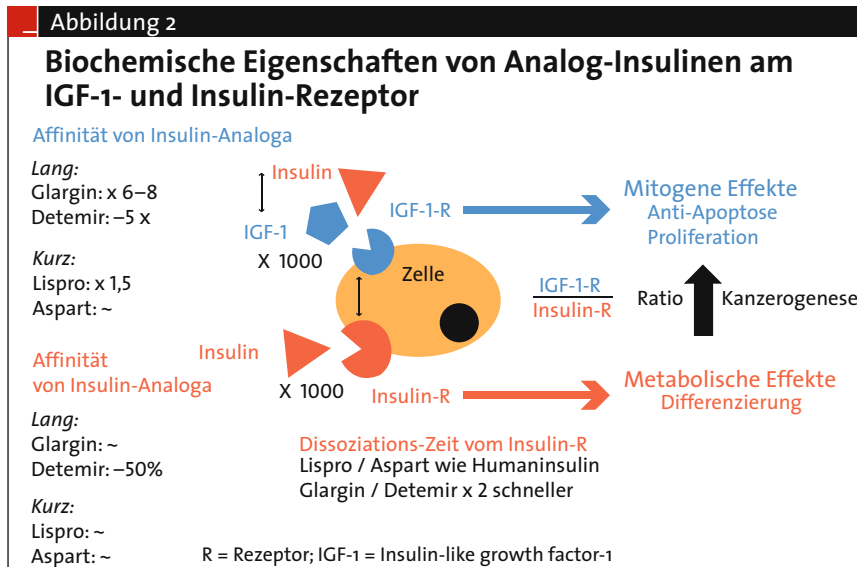 Abbildung 2
Biochemische Eigenschaften von Analog-Insulinen am
IGF-1- und Insulin-Rezeptor
Affinität von Insulin-Analoga
Lang:
Glargin: x 6–8
Detemir: –5 x
Kurz:
Lispro: x 1,5
Aspart: ~
Insulin
IGF-1
X 1000
IGF-1-R
Mitogene Effekte
Anti-Apoptose
Proliferation
Zelle
IGF-1-R
Insulin-R
Ratio
Kanzerogenese
Affinität
von Insulin-Analoga
Lang:
Glargin: ~
Detemir: –50%
Kurz:
Lispro: ~
Aspart: ~
Insulin
X 1000
Insulin-R
Metabolische Effekte
Differenzierung
Dissoziations-Zeit vom Insulin-R
Lispro / Aspart wie Humaninsulin
Glargin / Detemir x 2 schneller
R = Rezeptor; IGF-1 = Insulin-like growth factor-1